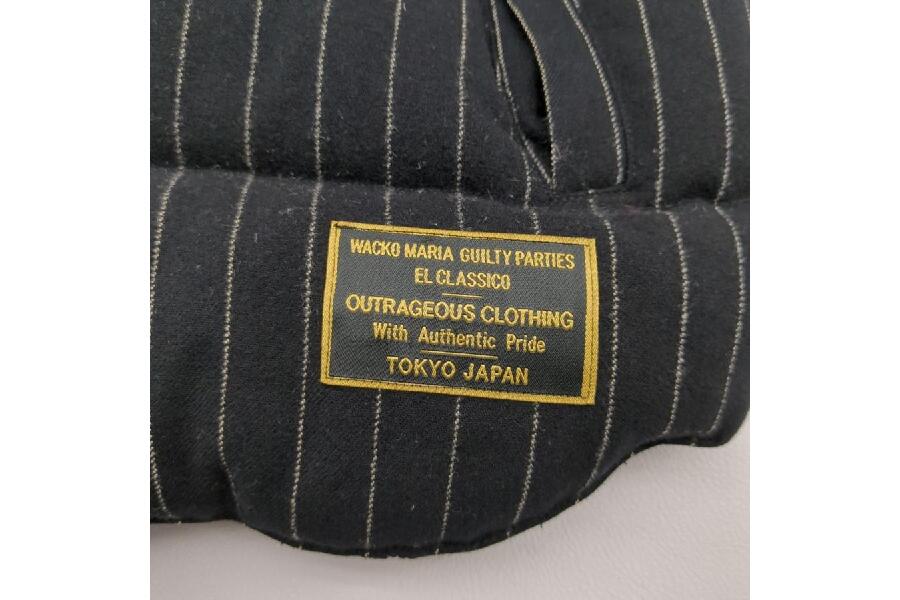 WACKO MARIA GUILTY PARTIES
EL CLASSICO
OUTRAGEOUS CLOTHING
With Authentic Pride
TOKYO JAPAN